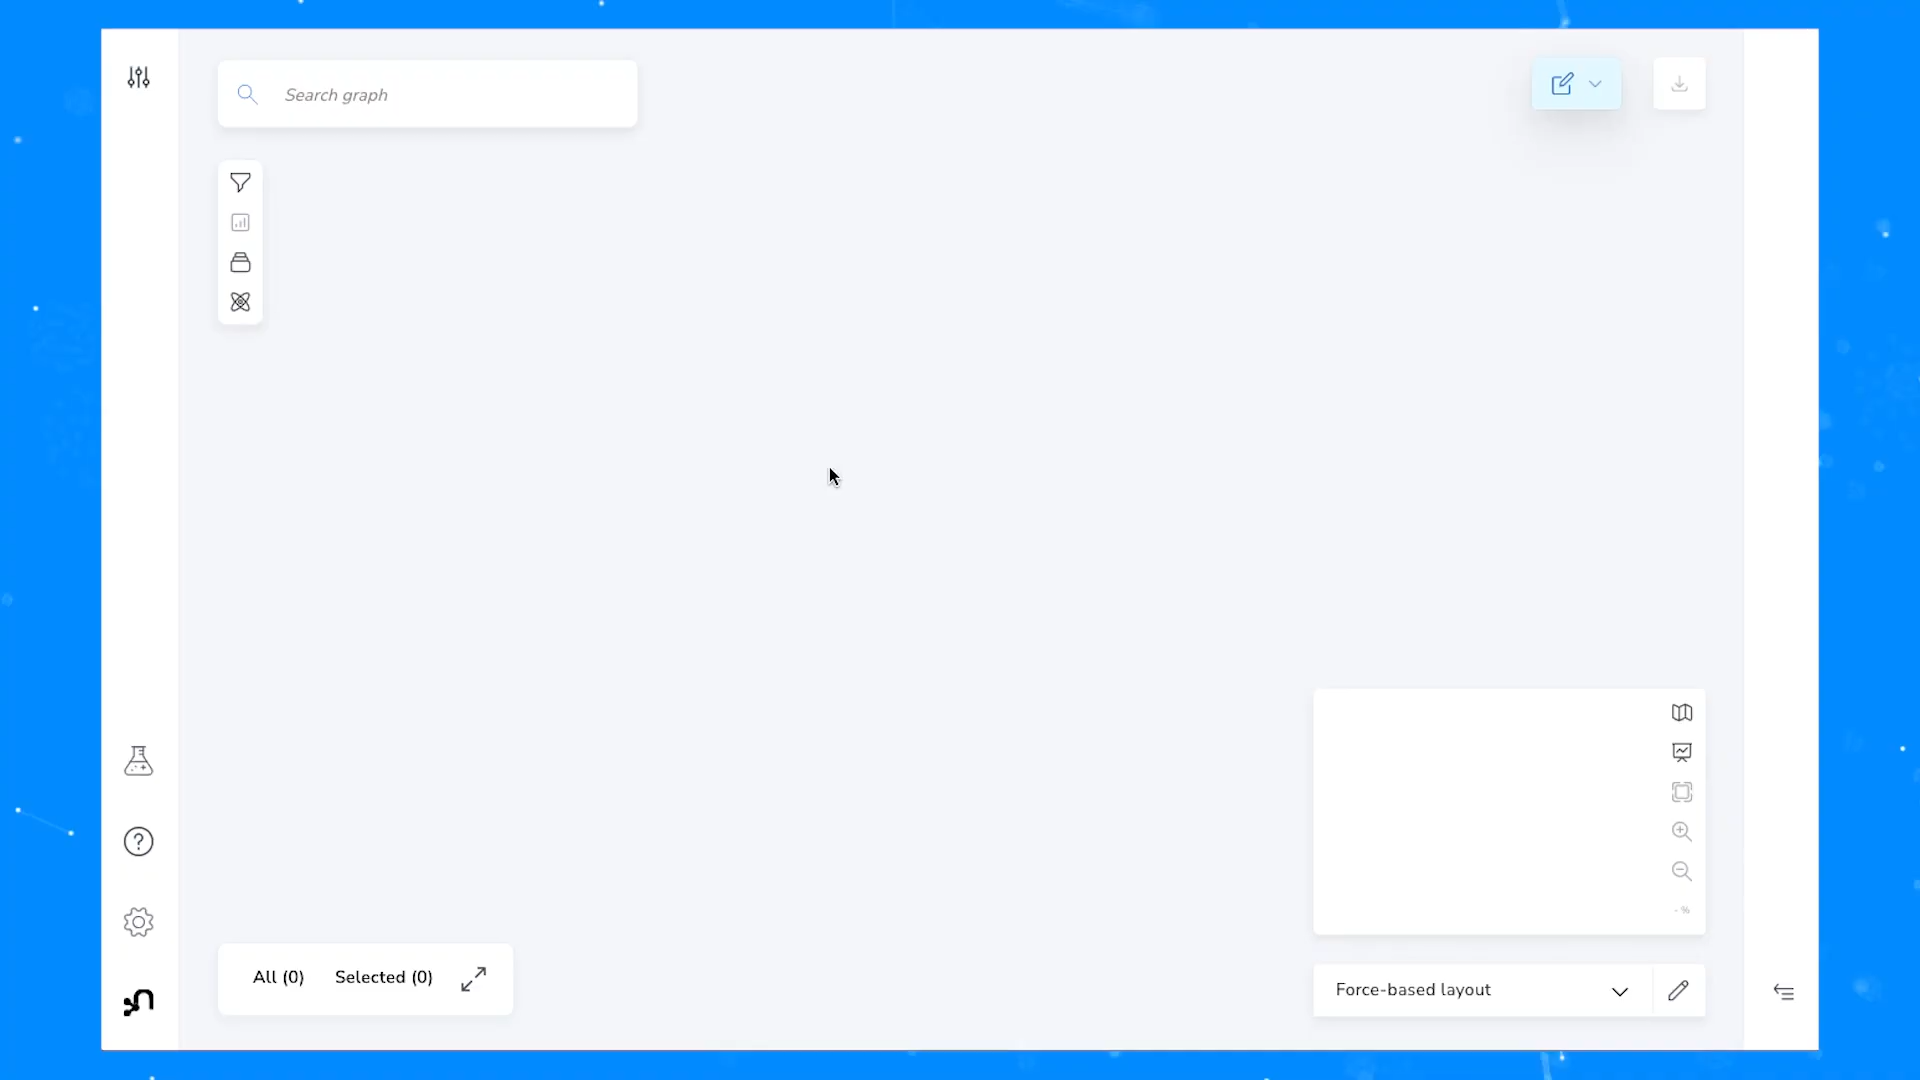 Search graph
- %
All (0) Selected (0)
Force-based layout